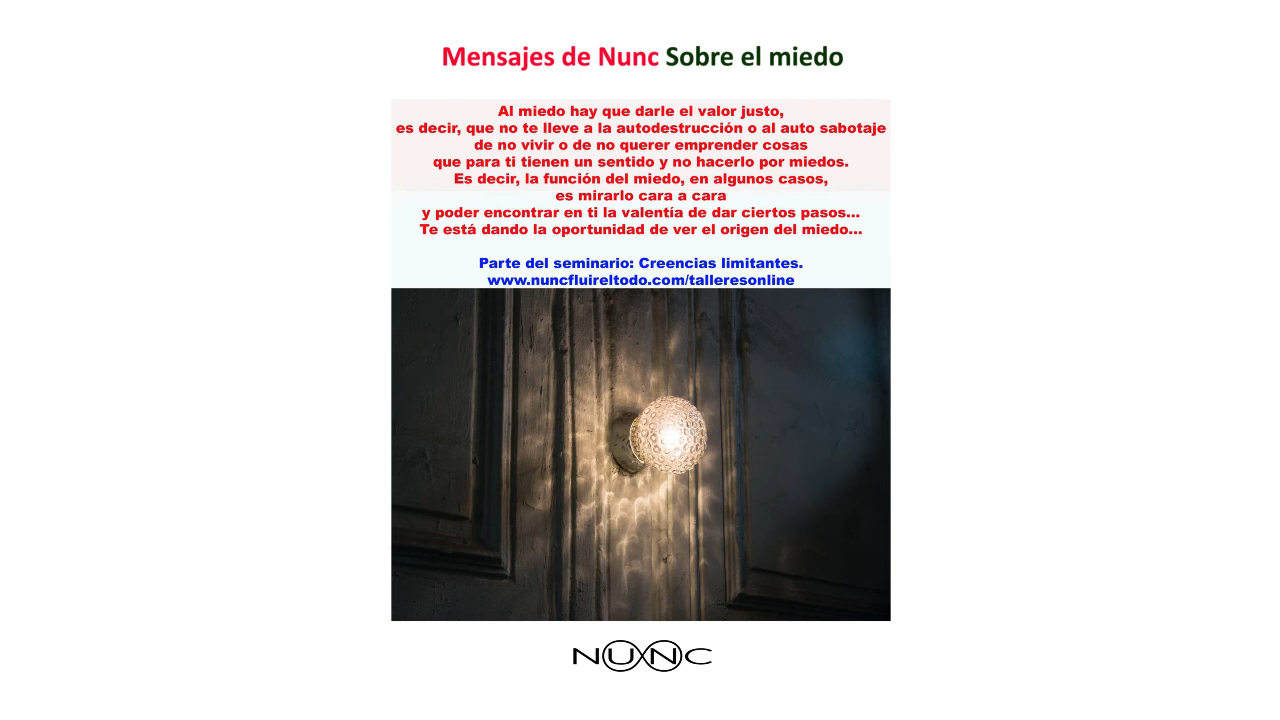 Mensajes de Nunc Sobre el miedo
Al miedo hay que darle el valor justo,
es decir, que no te lleve a la autodestrucción o al auto sabotaje
de no vivir o de no querer emprender cosas
que para ti tienen un sentido y no hacerlo por miedos.
Es decir, la función del miedo, en algunos casos,
es mirarlo cara a cara
y poder encontrar en ti la valentía de dar ciertos pasos...
Te está dando la oportunidad de ver el origen del miedo...
Parte del seminario: Creencias limitantes.
www.nuncfluireltodo.com/talleresonline
NUNC